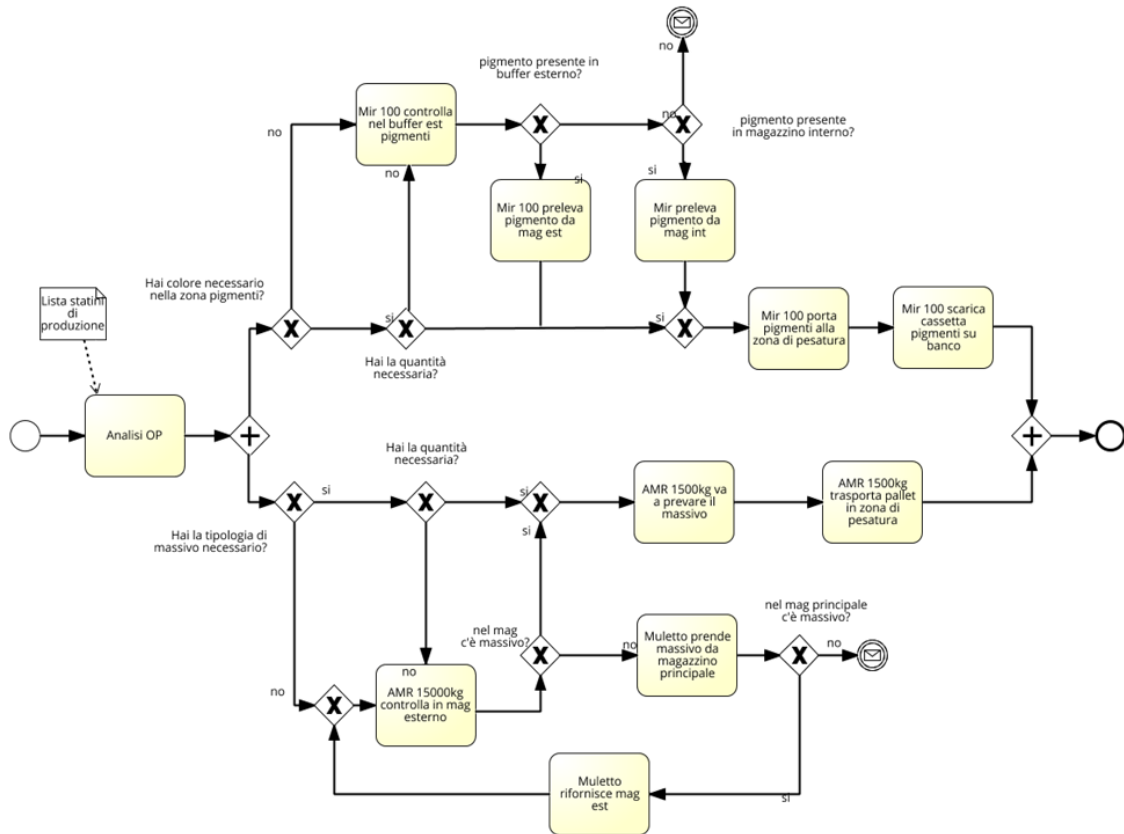 no
pigmento presente in
buffer esterno?
Mir 100 controlla
nel buffer est
pigmenti
no
no
pigmento presente
in magazzino interno?
no
si
si
Mir 100 preleva
pigmento da
mag est
Mir preleva
pigmento da
mag int
Hai colore necessario
nella zona pigmenti?
Lista statini
di
produzione
si
Hai la quantità
necessaria?
si
Mir 100 porta
pigmenti alla
zona di pesatura
Mir 100 scarica
cassetta
pigmenti su
banco
Analisi OP
Hai la quantità
necessaria?
si
si
AMR 1500kg va
a prevare il
massivo
AMR 1500kg
trasporta pallet
in zona di
pesatura
Hai la tipologia di
massivo necessario?
si
nel mag
c'è massivo?
no
Muletto prende
massivo da
magazzino
principale
nel mag principale
c'è massivo?
no
no
no
AMR 15000kg
controlla in mag
esterno
Muletto
rifornisce mag
est
si